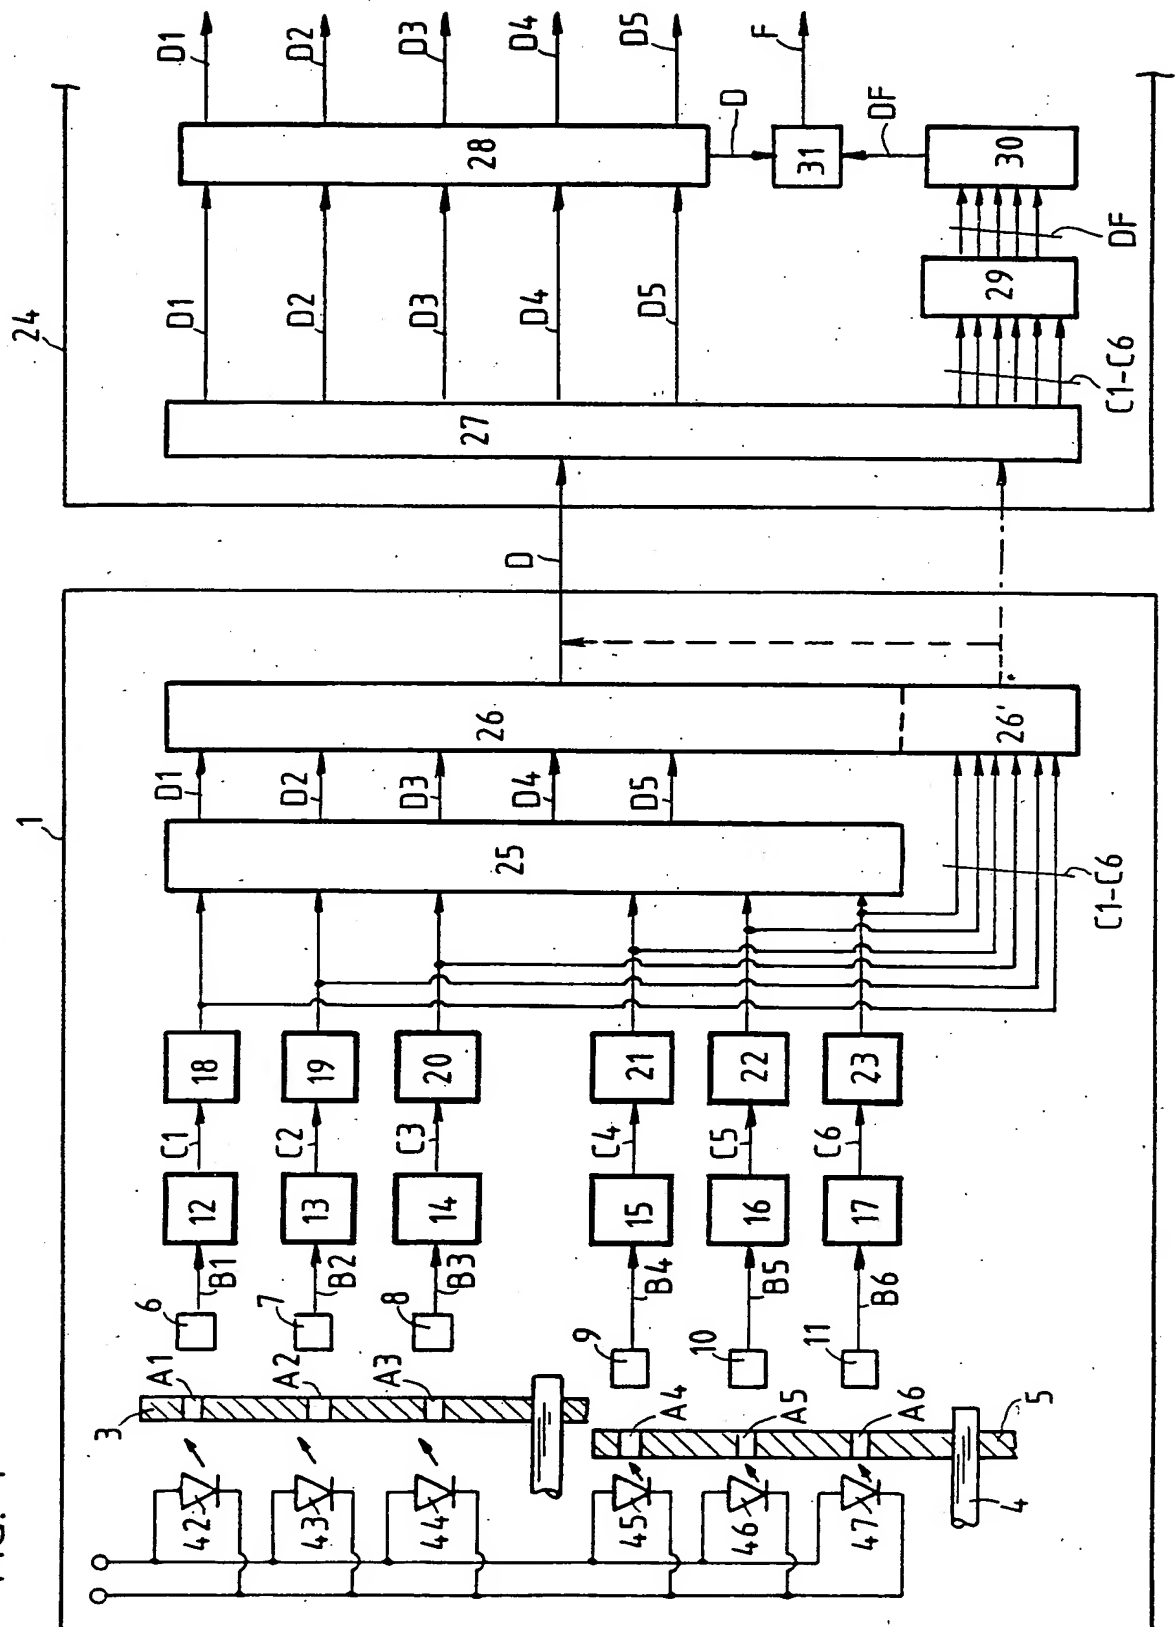 FIG. 1
24
D1 D2 D3 D4 D5 F
28 D 31 DF 30
D1 D2 D3 D4 D5 29 DF
27 C1-C6
D
1
26 26'
D1 D2 D3 D4 D5
25 C1-C6
18 19 20 21 22 23
C1 C2 C3 C4 C5 C6
12 13 14 15 16 17
B1 B2 B3 B4 B5 B6
6 7 8 9 10 11
3 A1 A2 A3 A4 A5 A6 5
42 43 44 45 46 47 4